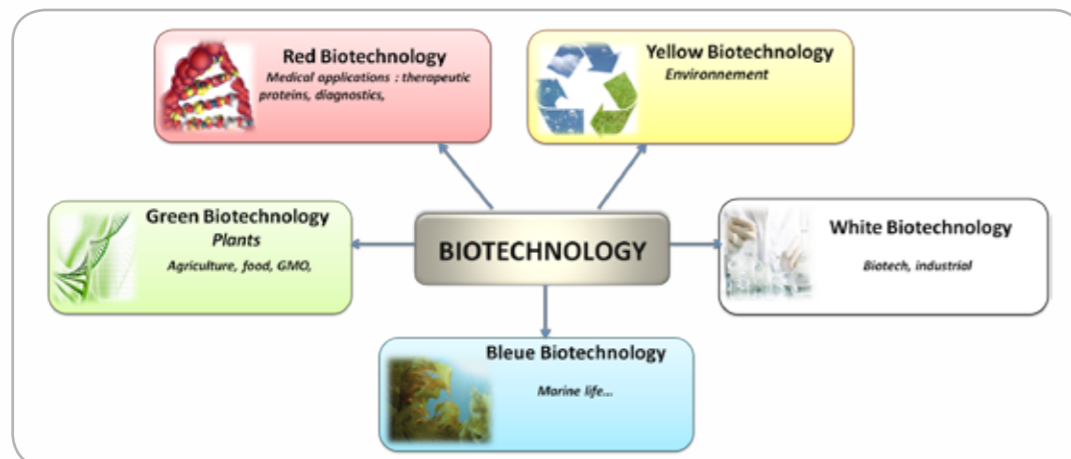 Red Biotechnology
Medical applications : therapeutic
proteins, diagnostics,
Yellow Biotechnology
Environnement
Green Biotechnology
Plants
Agriculture, food, GMO,
BIOTECHNOLOGY
White Biotechnology
Biotech, industrial
Bleue Biotechnology
Marine life...